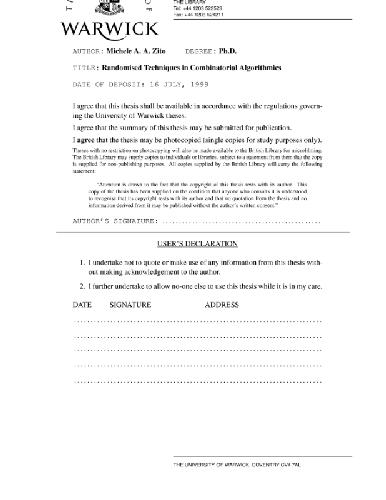 THE LIBRARY
WARWICK
AUTHOR: Michele A. A. Zito DEGREE: Ph.D.
TITLE: Randomised Techniques in Combinatorial Algorithmics
DATE OF DEPOSIT: 16 JULY, 1999
I agree that this thesis shall be available in accordance with the regulations govern-
ing the University of Warwick theses.
I agree that the summary of this thesis may be submitted for publication.
I agree that the thesis may be photocopied (single copies for study purposes only).
Theses with no restriction on photocopying will also be made available to the British Library for microfilming.
The British Library may supply copies to individuals or libraries. subject to a statement from them that the copy
is supplied for non-publishing purposes. All copies supplied by the British Library will carry the following
statement:
"Attention is drawn to the fact that the copyright of this thesis rests with its author. This
copy of the thesis has been supplied on the condition that anyone who consults it is understood
to recognise that its copyright rests with its author and that no quotation from the thesis and no
information derived from it may be published without the author's written consent."
AUTHOR'S SIGNATURE:
USER'S DECLARATION
1. I undertake not to quote or make use of any information from this thesis with-
out making acknowledgement to the author.
2. I further undertake to allow no-one else to use this thesis while it is in my care.
DATE SIGNATURE ADDRESS
THE UNIVERSITY OF WARWICK, COVENTRY CV4 7AL